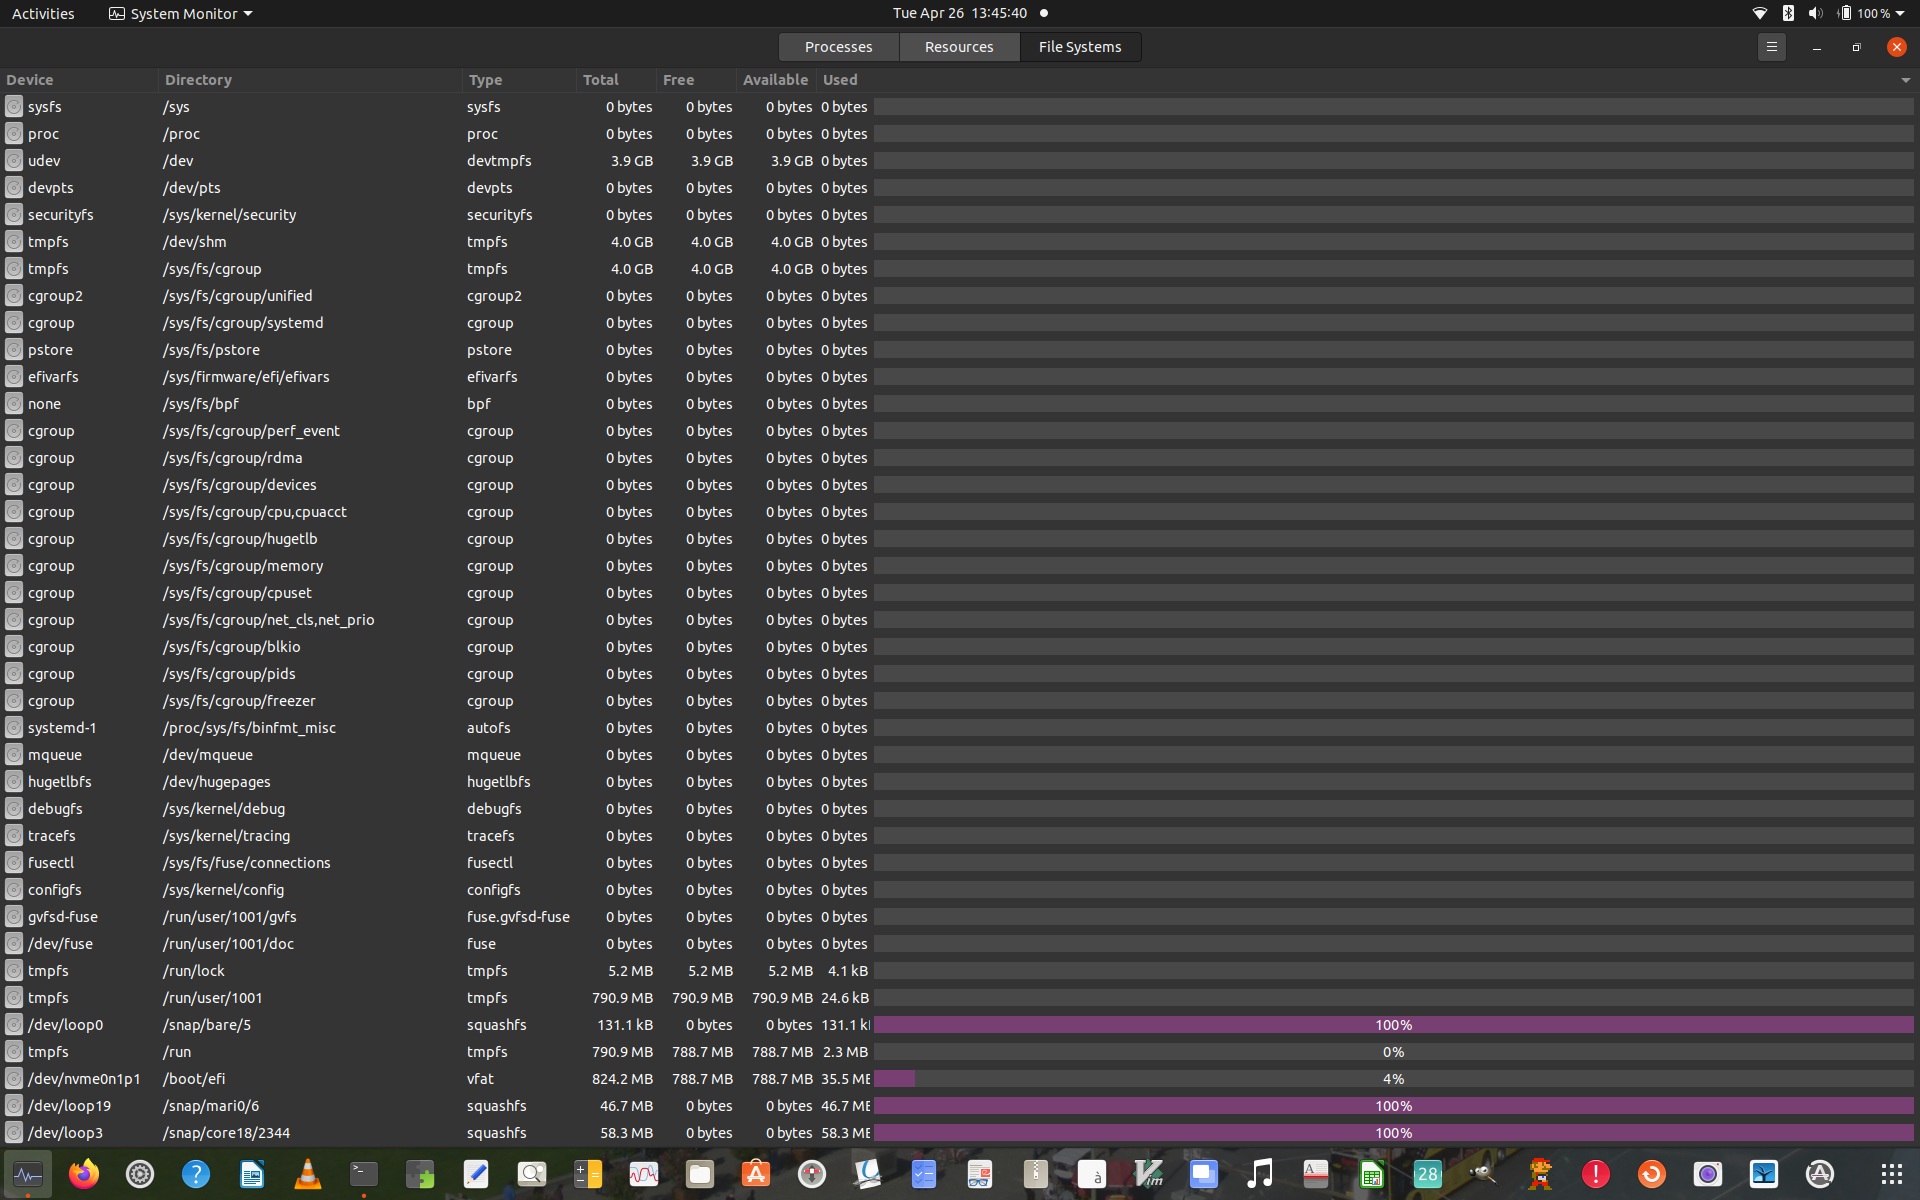 Activities System Monitor Tue Apr 26 13:45:40 100 %
Processes Resources File Systems
Device Directory Type Total Free Available Used
sysfs /sys sysfs 0 bytes 0 bytes 0 bytes 0 bytes
proc /proc proc 0 bytes 0 bytes 0 bytes 0 bytes
udev /dev devtmpfs 3.9 GB 3.9 GB 3.9 GB 0 bytes
devpts /dev/pts devpts 0 bytes 0 bytes 0 bytes 0 bytes
securityfs /sys/kernel/security securityfs 0 bytes 0 bytes 0 bytes 0 bytes
tmpfs /dev/shm tmpfs 4.0 GB 4.0 GB 4.0 GB 0 bytes
tmpfs /sys/fs/cgroup tmpfs 4.0 GB 4.0 GB 4.0 GB 0 bytes
cgroup2 /sys/fs/cgroup/unified cgroup2 0 bytes 0 bytes 0 bytes 0 bytes
cgroup /sys/fs/cgroup/systemd cgroup 0 bytes 0 bytes 0 bytes 0 bytes
pstore /sys/fs/pstore pstore 0 bytes 0 bytes 0 bytes 0 bytes
efivarfs /sys/firmware/efi/efivars efivarfs 0 bytes 0 bytes 0 bytes 0 bytes
none /sys/fs/bpf bpf 0 bytes 0 bytes 0 bytes 0 bytes
cgroup /sys/fs/cgroup/perf_event cgroup 0 bytes 0 bytes 0 bytes 0 bytes
cgroup /sys/fs/cgroup/rdma cgroup 0 bytes 0 bytes 0 bytes 0 bytes
cgroup /sys/fs/cgroup/devices cgroup 0 bytes 0 bytes 0 bytes 0 bytes
cgroup /sys/fs/cgroup/cpu,cpuacct cgroup 0 bytes 0 bytes 0 bytes 0 bytes
cgroup /sys/fs/cgroup/hugetlb cgroup 0 bytes 0 bytes 0 bytes 0 bytes
cgroup /sys/fs/cgroup/memory cgroup 0 bytes 0 bytes 0 bytes 0 bytes
cgroup /sys/fs/cgroup/cpuset cgroup 0 bytes 0 bytes 0 bytes 0 bytes
cgroup /sys/fs/cgroup/net_cls,net_prio cgroup 0 bytes 0 bytes 0 bytes 0 bytes
cgroup /sys/fs/cgroup/blkio cgroup 0 bytes 0 bytes 0 bytes 0 bytes
cgroup /sys/fs/cgroup/pids cgroup 0 bytes 0 bytes 0 bytes 0 bytes
cgroup /sys/fs/cgroup/freezer cgroup 0 bytes 0 bytes 0 bytes 0 bytes
systemd-1 /proc/sys/fs/binfmt_misc autofs 0 bytes 0 bytes 0 bytes 0 bytes
mqueue /dev/mqueue mqueue 0 bytes 0 bytes 0 bytes 0 bytes
hugetlbfs /dev/hugepages hugetlbfs 0 bytes 0 bytes 0 bytes 0 bytes
debugfs /sys/kernel/debug debugfs 0 bytes 0 bytes 0 bytes 0 bytes
tracefs /sys/kernel/tracing tracefs 0 bytes 0 bytes 0 bytes 0 bytes
fusectl /sys/fs/fuse/connections fusectl 0 bytes 0 bytes 0 bytes 0 bytes
configfs /sys/kernel/config configfs 0 bytes 0 bytes 0 bytes 0 bytes
gvfsd-fuse /run/user/1001/gvfs fuse.gvfsd-fuse 0 bytes 0 bytes 0 bytes 0 bytes
/dev/fuse /run/user/1001/doc fuse 0 bytes 0 bytes 0 bytes 0 bytes
tmpfs /run/lock tmpfs 5.2 MB 5.2 MB 5.2 MB 4.1 kB
tmpfs /run/user/1001 tmpfs 790.9 MB 790.9 MB 790.9 MB 24.6 kB
/dev/loop0 /snap/bare/5 squashfs 131.1 kB 0 bytes 0 bytes 131.1 k 100%
tmpfs /run tmpfs 790.9 MB 788.7 MB 788.7 MB 2.3 MB 0%
/dev/nvme0n1p1 /boot/efi vfat 824.2 MB 788.7 MB 788.7 MB 35.5 MB 4%
/dev/loop19 /snap/mari0/6 squashfs 46.7 MB 0 bytes 0 bytes 46.7 MB 100%
/dev/loop3 /snap/core18/2344 squashfs 58.3 MB 0 bytes 0 bytes 58.3 MB 100%
28